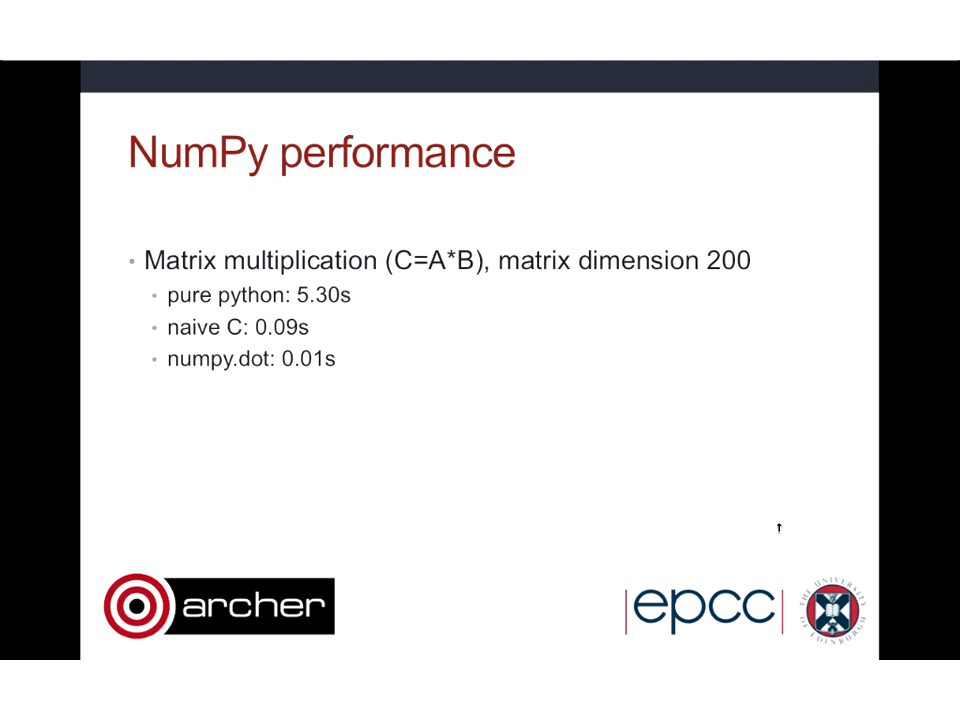 NumPy performance
• Matrix multiplication (C=A*B), matrix dimension 200
• pure python: 5.30s
• naive C: 0.09s
• numpy.dot: 0.01s
archer
|epcc|
THE UNIVERSITY OF EDINBURGH